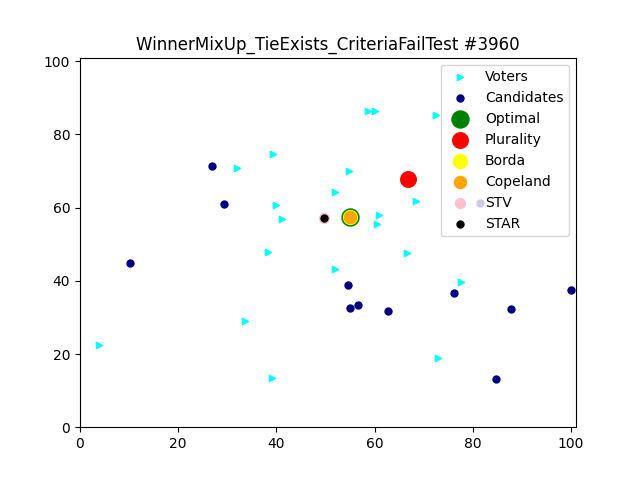 WinnerMixUp_TieExists_CriteriaFailTest #3960
100
80
60
40
20
0
0 20 40 60 80 100
Voters
Candidates
Optimal
Plurality
Borda
Copeland
STV
STAR